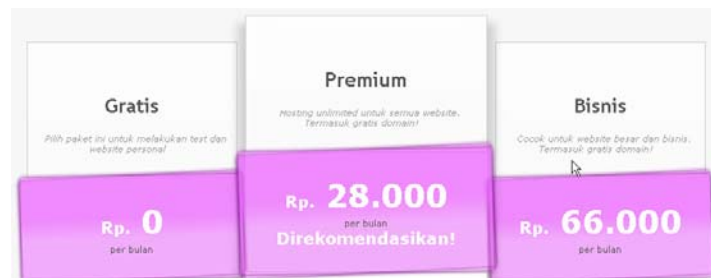 Gratis
Pilih paket ini untuk melakukan test dan
website personal
Rp. 0
per bulan
Premium
Hosting unlimited untuk semua website.
Termasuk gratis domain!
Rp. 28.000
per bulan
Direkomendasikan!
Bisnis
Cocok untuk website besar dan bisnis.
Termasuk gratis domain!
Rp. 66.000
per bulan